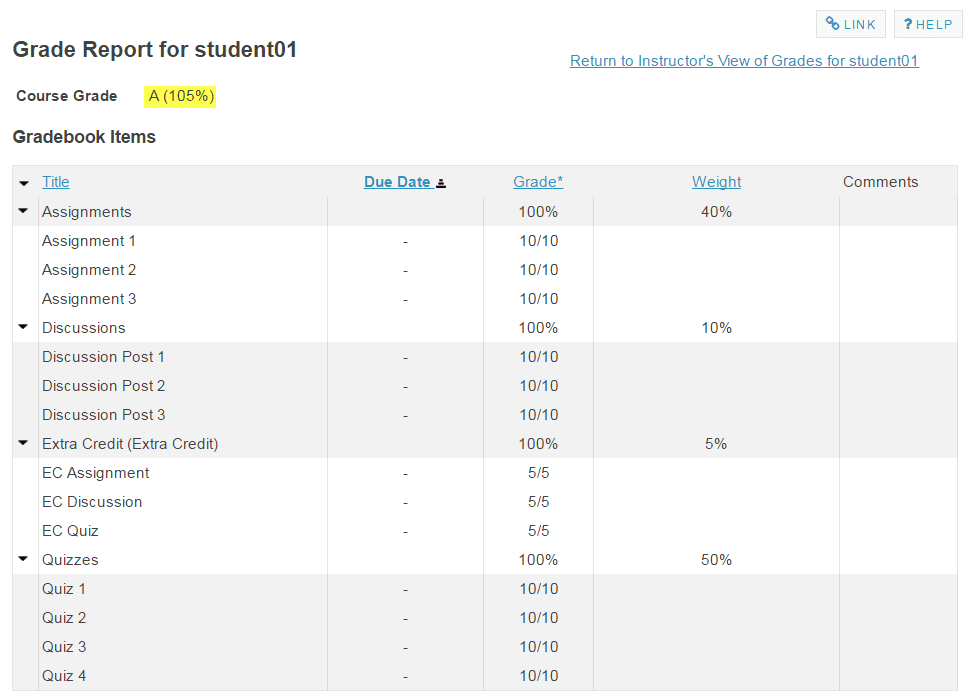 LINK ? HELP
Grade Report for student01
Return to Instructor's View of Grades for student01
Course Grade A (105%)
Gradebook Items
Title Due Date Grade* Weight Comments
Assignments 100% 40%
Assignment 1 - 10/10
Assignment 2 - 10/10
Assignment 3 - 10/10
Discussions 100% 10%
Discussion Post 1 - 10/10
Discussion Post 2 - 10/10
Discussion Post 3 - 10/10
Extra Credit (Extra Credit) 100% 5%
EC Assignment - 5/5
EC Discussion - 5/5
EC Quiz - 5/5
Quizzes 100% 50%
Quiz 1 - 10/10
Quiz 2 - 10/10
Quiz 3 - 10/10
Quiz 4 - 10/10